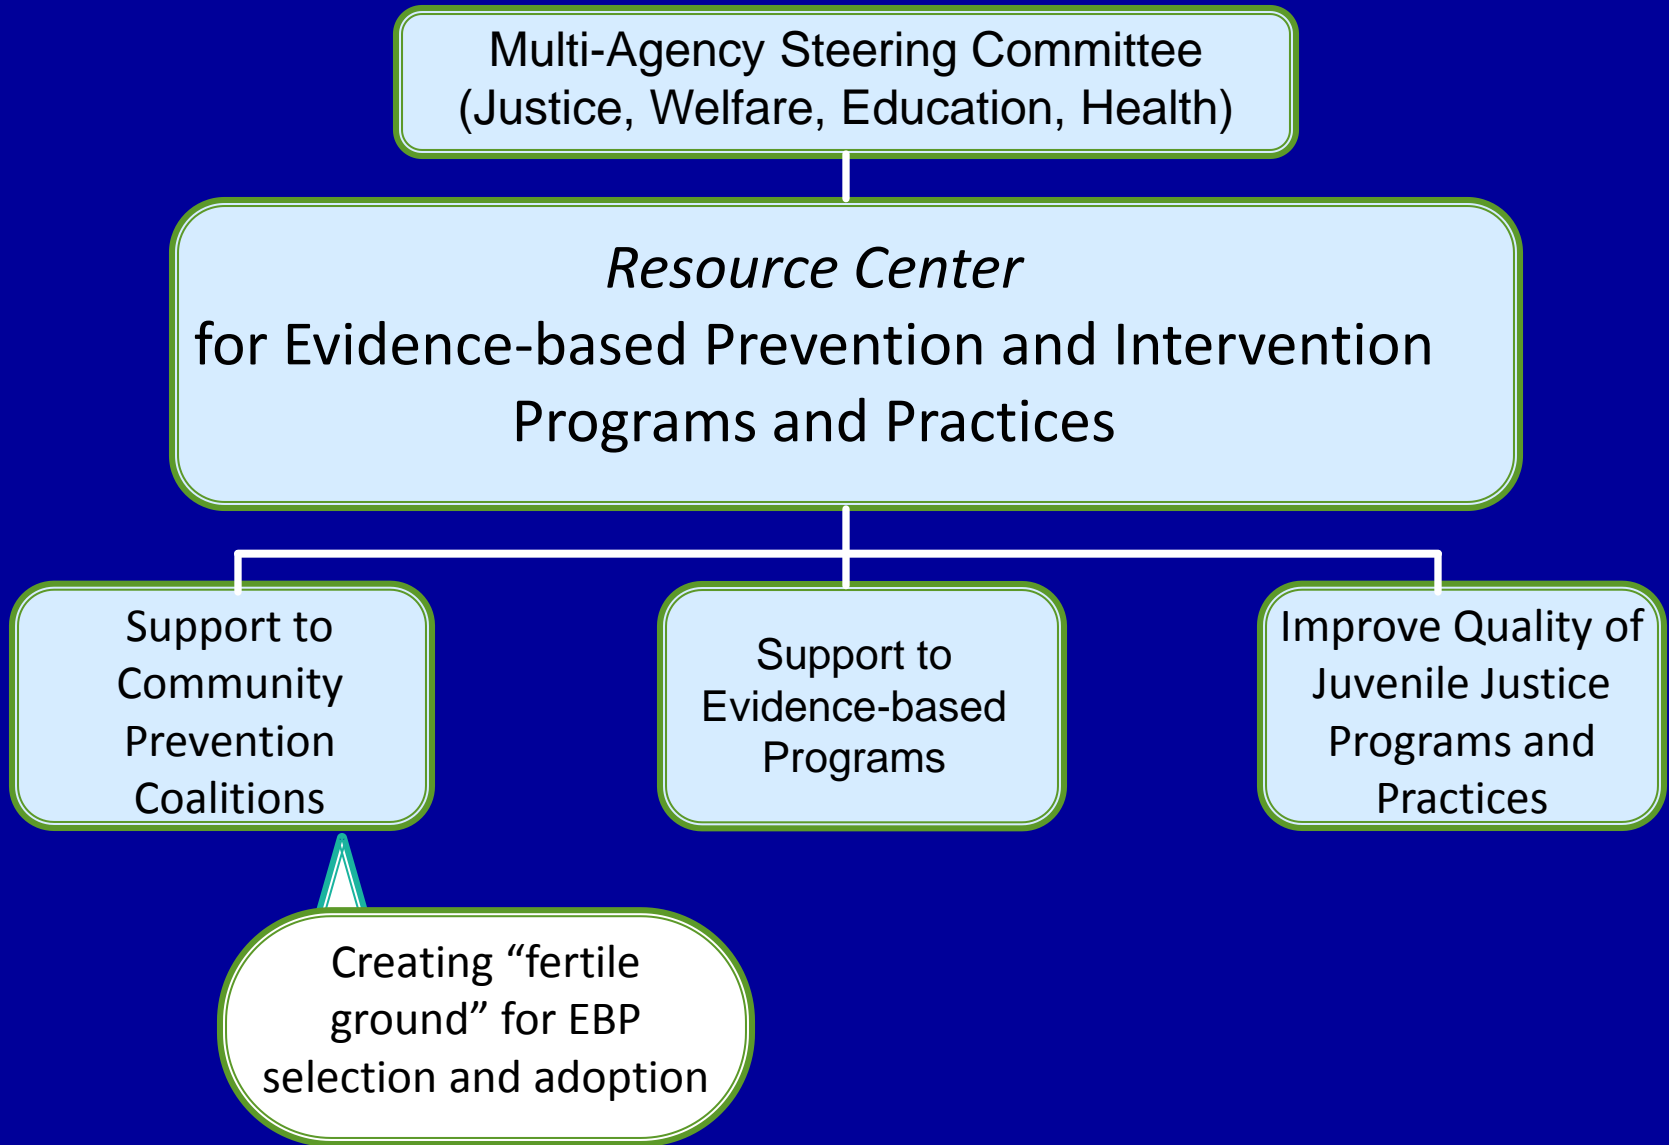 Multi-Agency Steering Committee
(Justice, Welfare, Education, Health)
Resource Center
for Evidence-based Prevention and Intervention
Programs and Practices
Support to
Community
Prevention
Coalitions
Support to
Evidence-based
Programs
Improve Quality of
Juvenile Justice
Programs and
Practices
Creating “fertile
ground” for EBP
selection and adoption